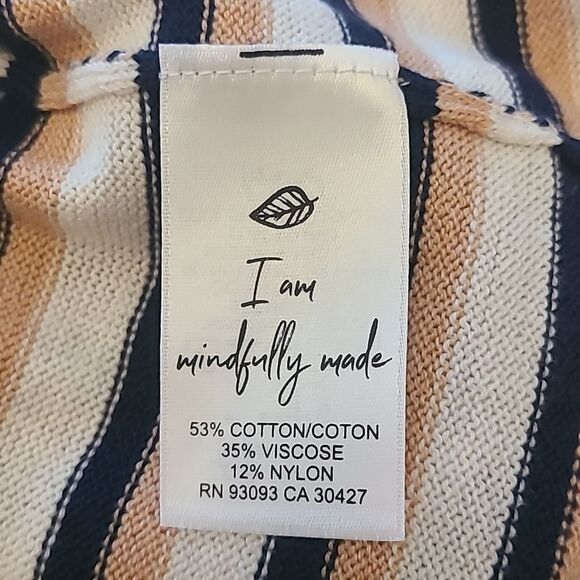 I am
mindfully made
53% COTTON/COTON
35% VISCOSE
12% NYLON
RN 93093 CA 30427